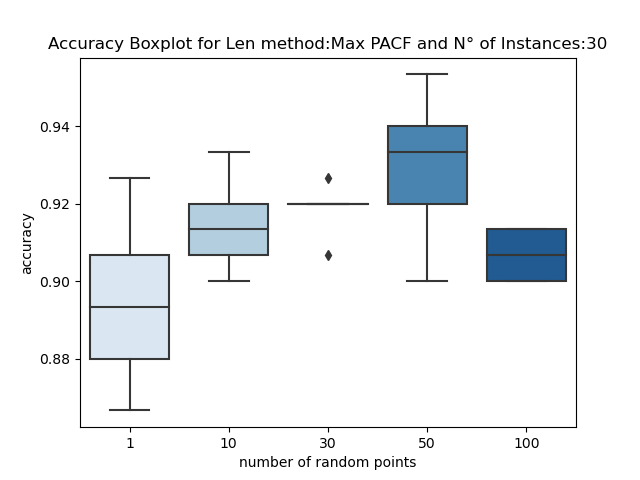 Accuracy Boxplot for Len method:Max PACF and N° of Instances:30
0.94
0.92
0.90
0.88
accuracy
1 10 30 50 100
number of random points